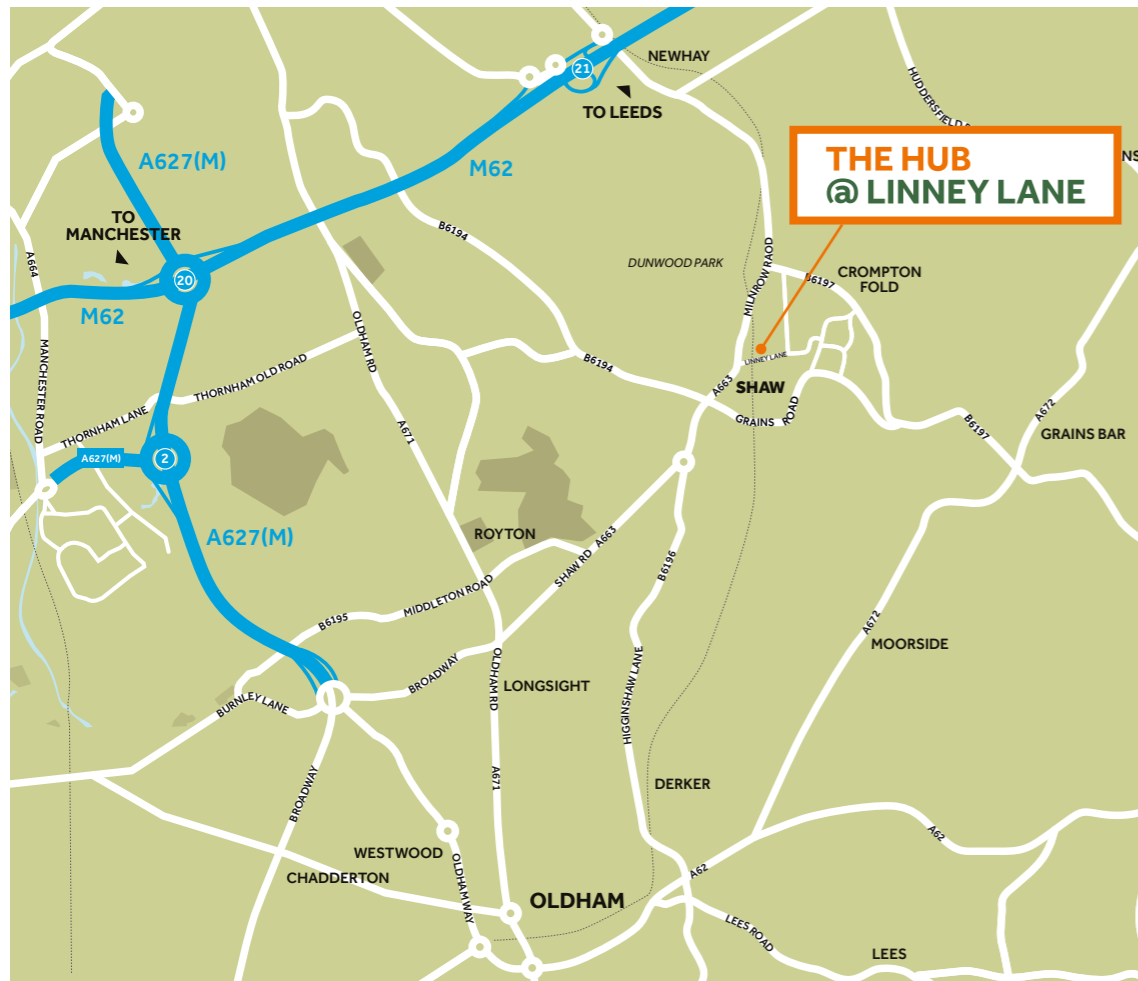 NEWHAY
21
TO LEEDS
HUDDERSFIELD
A627(M)
M62
THE HUB
@ LINNEY LANE
NS
TO
MANCHESTER
A664
B6194
DUNWOOD PARK
MILNROW RAOD
CROMPTON
FOLD
B6197
20
M62
OLDHAM RD
MANCHESTER ROAD
THORNHAM OLD ROAD
B6194
LINNEY LANE
SHAW
A663
GRAINS ROAD
THORNHAM LANE
A671
A672
B6197
GRAINS BAR
A627(M)
2
A627(M)
ROYTON
SHAW RD
A663
B6196
B6195
MIDDLETON ROAD
A672
MOORSIDE
BROADWAY
OLDHAM RD
LONGSIGHT
HIGGINSHAW LANE
BURNLEY LANE
BROADWAY
A671
DERKER
A62
WESTWOOD
CHADDERTON
OLDHAM WAY
OLDHAM
A62
LEES ROAD
LEES